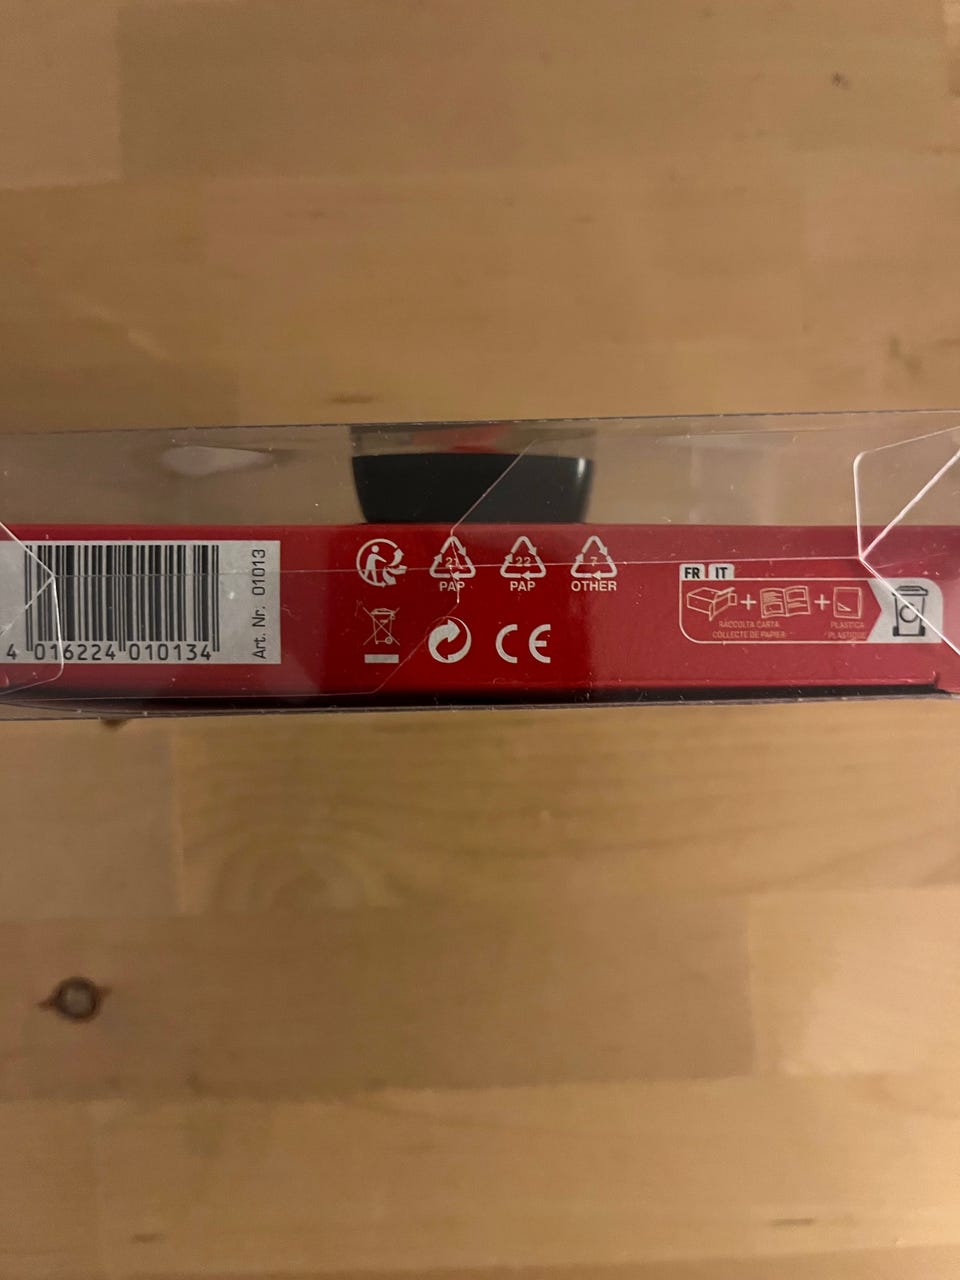 4 016224 010134
Art. Nr. 01013
21
PAP
22
PAP
7
OTHER
CE
FR IT
RACCOLTA CARTA
COLLECTE DE PAPIER
PLASTICA
PLASTIQUE